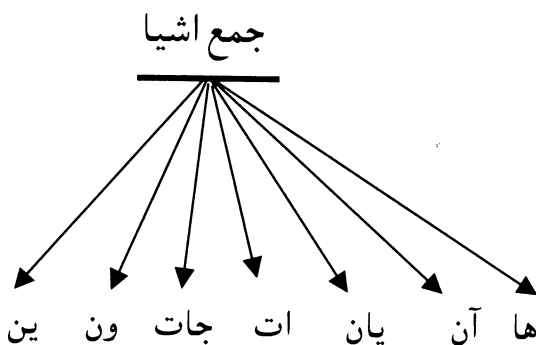 جمع اشیا
ها آن یان ات جات ون ین